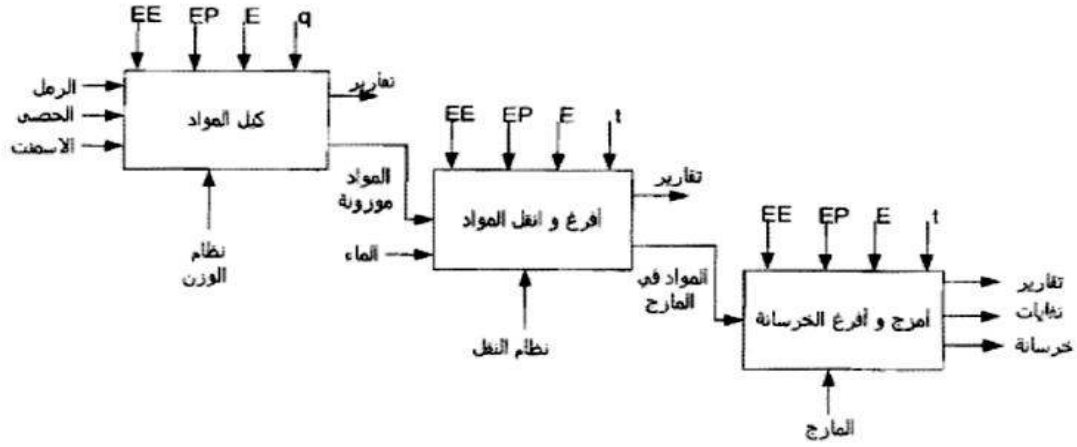 EE EP E q
الرمل
الحصى
الاسمنت
كيل المواد
تقارير
نظام
الوزن
المواد
موزونة
الماء
EE EP E t
أفرغ و انقل المواد
تقارير
نظام النقل
المواد في
المازج
EE EP E t
أمزج و أفرغ الخرسانة
تقارير
نفايات
خرسانة
المازج